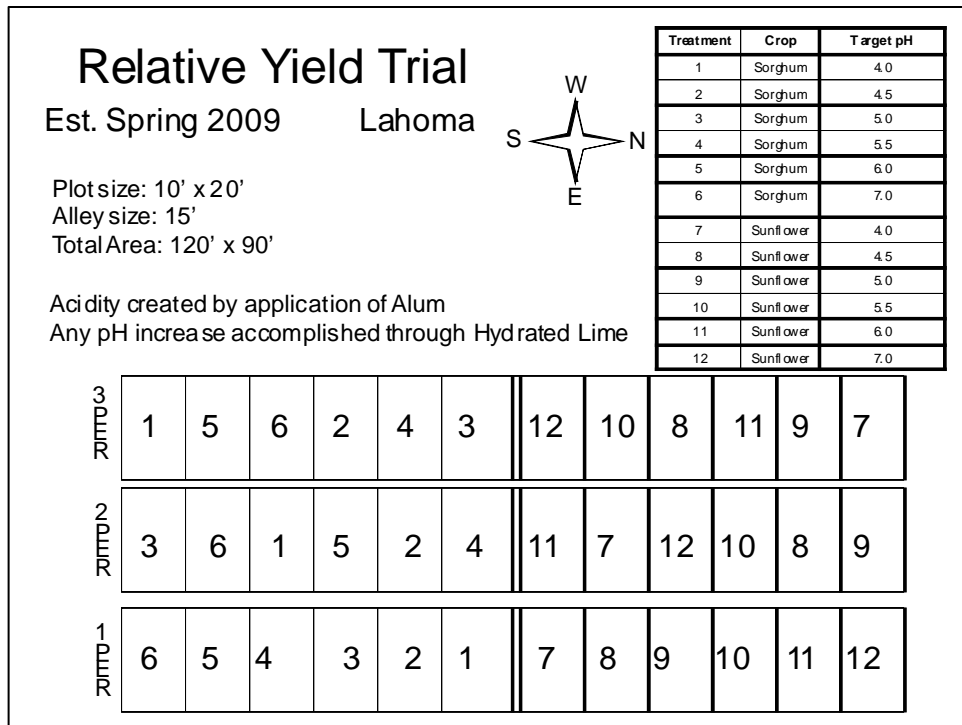 Relative Yield Trial
Est. Spring 2009 Lahoma
W
S N
E
Plot size: 10' x 20'
Alley size: 15'
Total Area: 120' x 90'
Acidity created by application of Alum
Any pH increase accomplished through Hydrated Lime
Treatment Crop Target pH
1 Sorghum 4.0
2 Sorghum 4.5
3 Sorghum 5.0
4 Sorghum 5.5
5 Sorghum 6.0
6 Sorghum 7.0
7 Sunflower 4.0
8 Sunflower 4.5
9 Sunflower 5.0
10 Sunflower 5.5
11 Sunflower 6.0
12 Sunflower 7.0
3
P
E
R
1 5 6 2 4 3 12 10 8 11 9 7
2
P
E
R
3 6 1 5 2 4 11 7 12 10 8 9
1
P
E
R
6 5 4 3 2 1 7 8 9 10 11 12